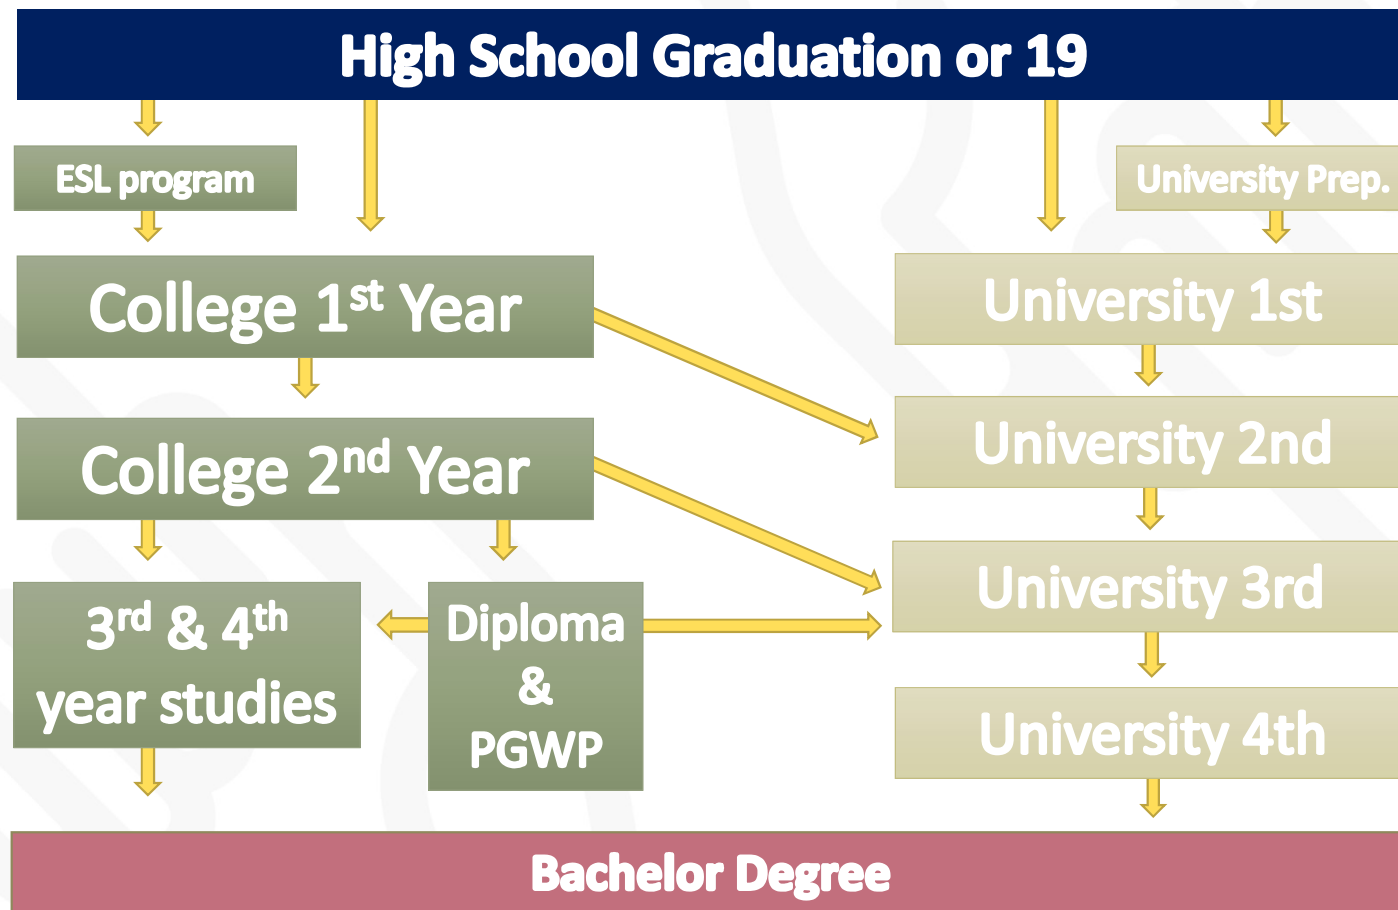 High School Graduation or 19
ESL program
University Prep.
College 1st Year
University 1st
College 2nd Year
University 2nd
3rd & 4th
year studies
Diploma
&
PGWP
University 3rd
University 4th
Bachelor Degree